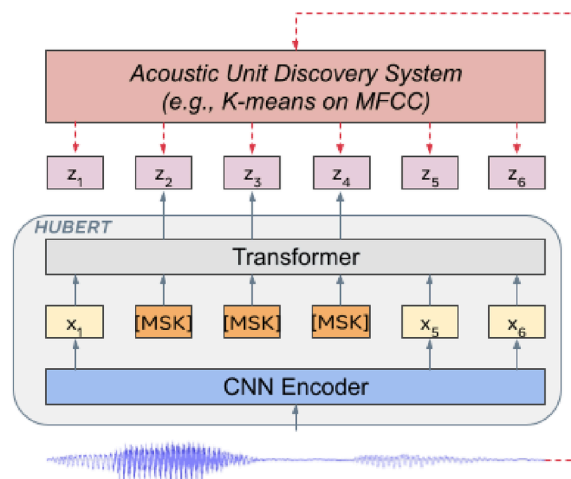 Acoustic Unit Discovery System
(e.g., K-means on MFCC)
z1 z2 z3 z4 z5 z6
HUBERT
Transformer
x1 [MSK] [MSK] [MSK] x5 x6
CNN Encoder